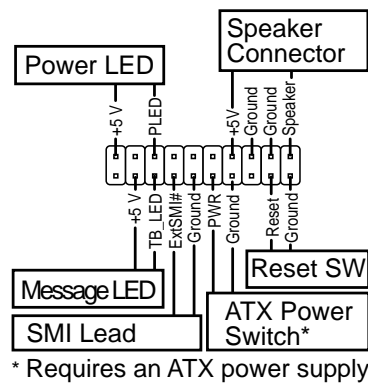 Speaker
Connector
Power LED
+5 V
PLED
+5V
Ground
Ground
Speaker
+5 V
TB_LED
ExtSMI#
Ground
PWR
Ground
Reset
Ground
Reset SW
Message LED
ATX Power
Switch*
SMI Lead
* Requires an ATX power supply